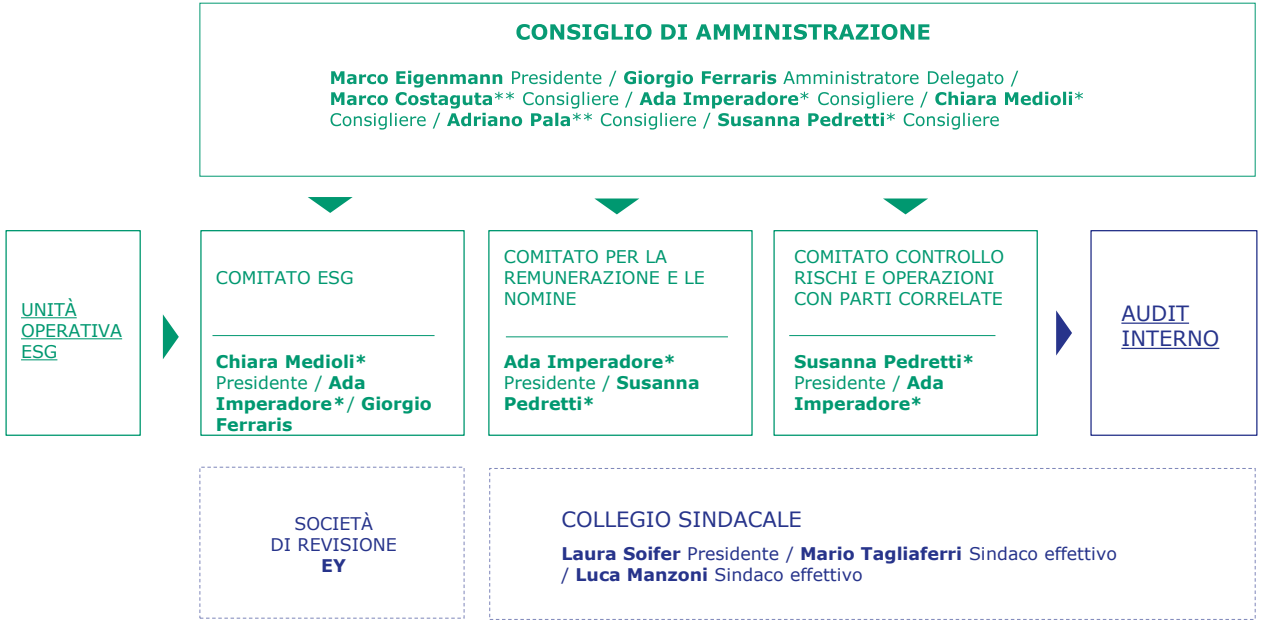 CONSIGLIO DI AMMINISTRAZIONE
Marco Eigenmann Presidente / Giorgio Ferraris Amministratore Delegato /
Marco Costaguta** Consigliere / Ada Imperadore* Consigliere / Chiara Medioli*
Consigliere / Adriano Pala** Consigliere / Susanna Pedretti* Consigliere
UNITÀ
OPERATIVA
ESG
COMITATO ESG
Chiara Medioli*
Presidente / Ada
Imperadore*/ Giorgio
Ferraris
COMITATO PER LA
REMUNERAZIONE E LE
NOMINE
Ada Imperadore*
Presidente / Susanna
Pedretti*
COMITATO CONTROLLO
RISCHI E OPERAZIONI
CON PARTI CORRELATE
Susanna Pedretti*
Presidente / Ada
Imperadore*
AUDIT
INTERNO
SOCIETÀ
DI REVISIONE
EY
COLLEGIO SINDACALE
Laura Soifer Presidente / Mario Tagliaferri Sindaco effettivo
/ Luca Manzoni Sindaco effettivo